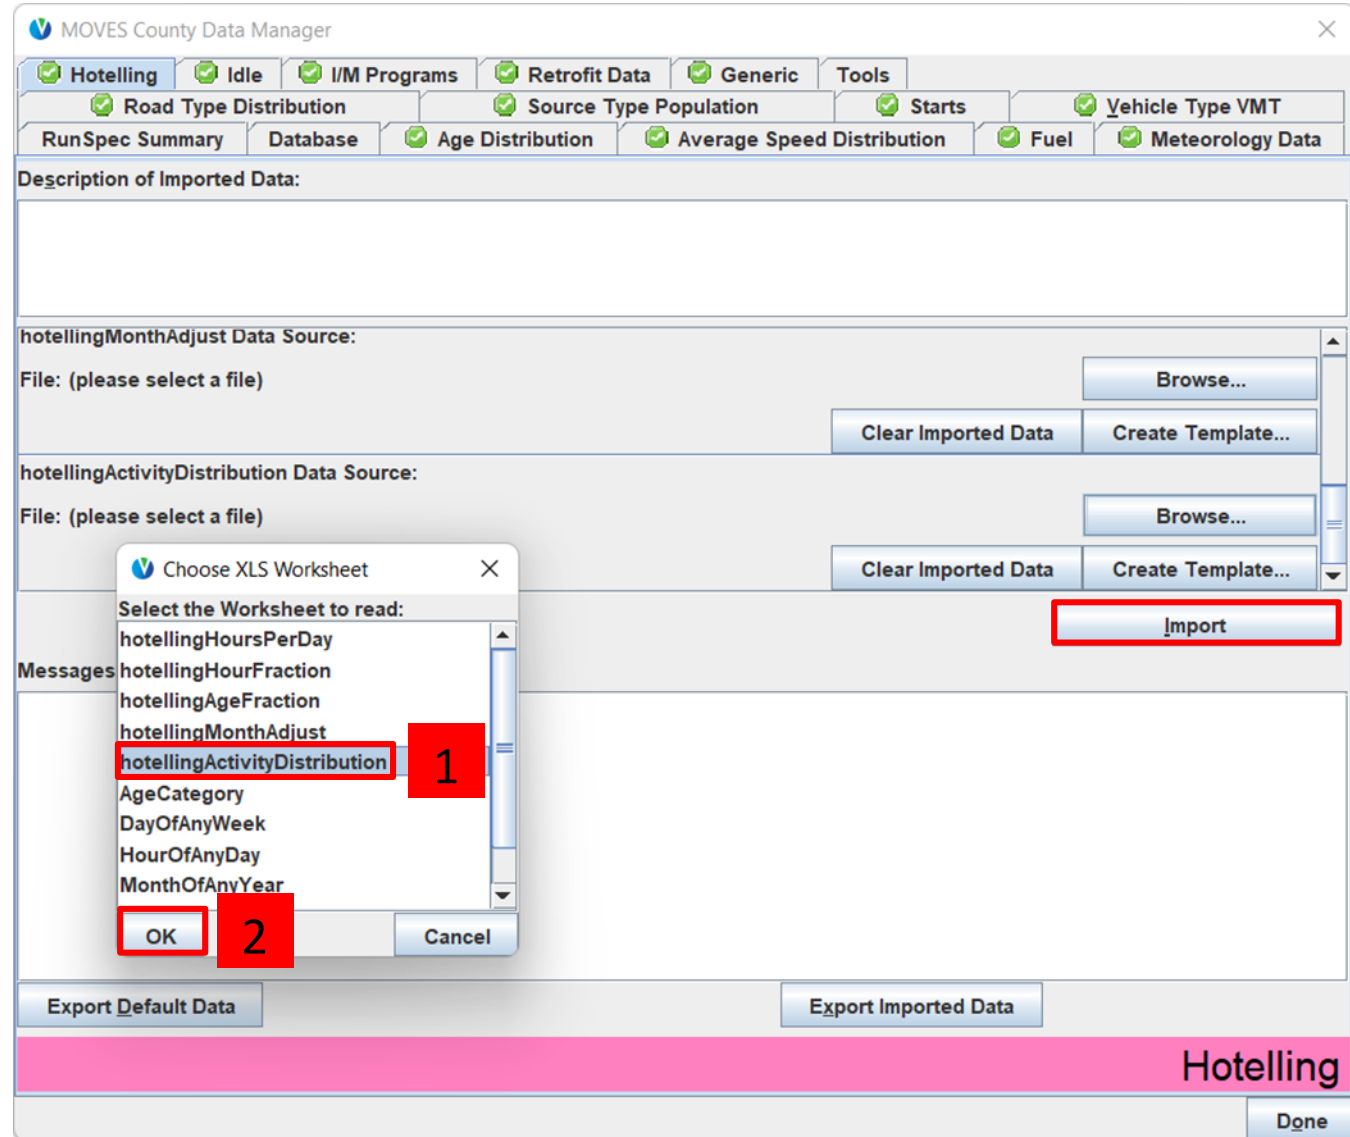 MOVES County Data Manager
Hotelling Idle I/M Programs Retrofit Data Generic Tools
Road Type Distribution Source Type Population Starts Vehicle Type VMT
RunSpec Summary Database Age Distribution Average Speed Distribution Fuel Meteorology Data
Description of Imported Data:
hotellingMonthAdjust Data Source:
File: (please select a file) Browse...
Clear Imported Data Create Template...
hotellingActivityDistribution Data Source:
File: (please select a file) Browse...
Clear Imported Data Create Template...
Import
Messages
Choose XLS Worksheet
Select the Worksheet to read:
hotellingHoursPerDay
hotellingHourFraction
hotellingAgeFraction
hotellingMonthAdjust
hotellingActivityDistribution 1
AgeCategory
DayOfAnyWeek
HourOfAnyDay
MonthOfAnyYear
OK 2 Cancel
Export Default Data Export Imported Data
Hotelling
Done